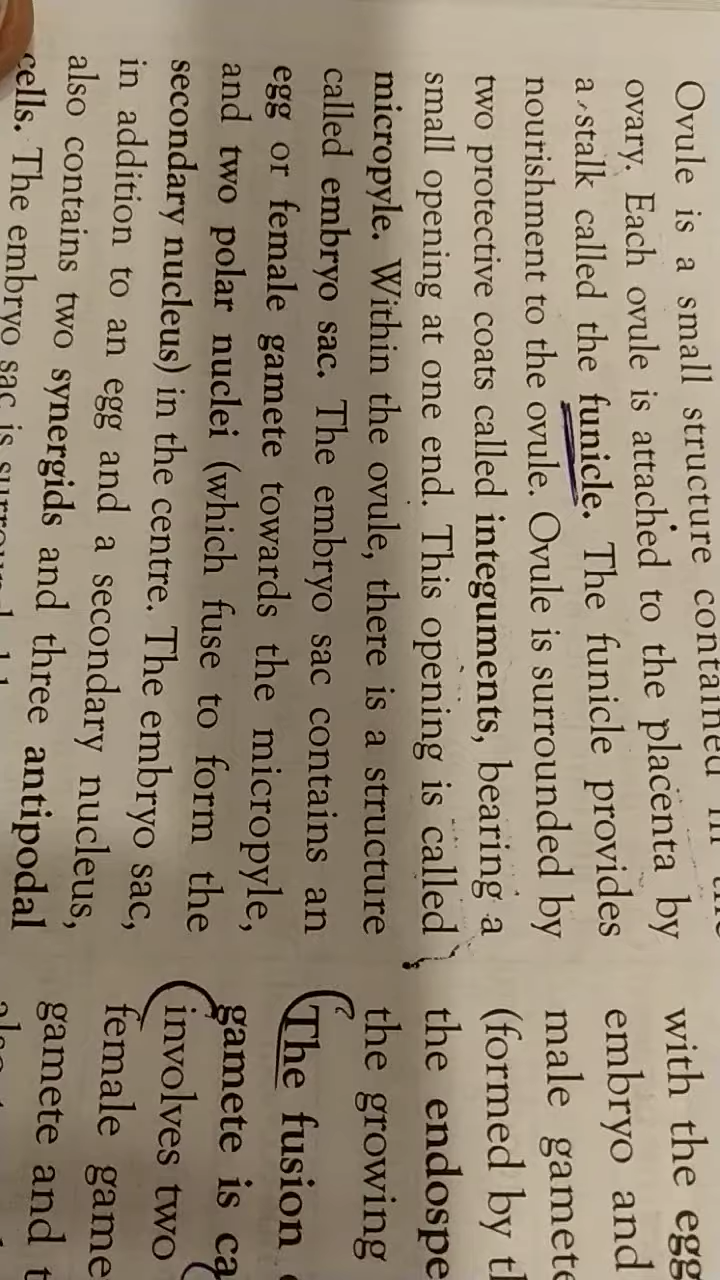 Ovule is a small structure contained in the
ovary. Each ovule is attached to the placenta by
a stalk called the funicle. The funicle provides
nourishment to the ovule. Ovule is surrounded by
two protective coats called integuments, bearing a
small opening at one end. This opening is called
micropyle. Within the ovule, there is a structure
called embryo sac. The embryo sac contains an
egg or female gamete towards the micropyle,
and two polar nuclei (which fuse to form the
secondary nucleus) in the centre. The embryo sac,
in addition to an egg and a secondary nucleus,
also contains two synergids and three antipodal
cells. The embryo sac is
with the egg
embryo and
male gamete
(formed by
the endospe
the growing
The fusion
gamete is ca
involves two
female game
gamete and